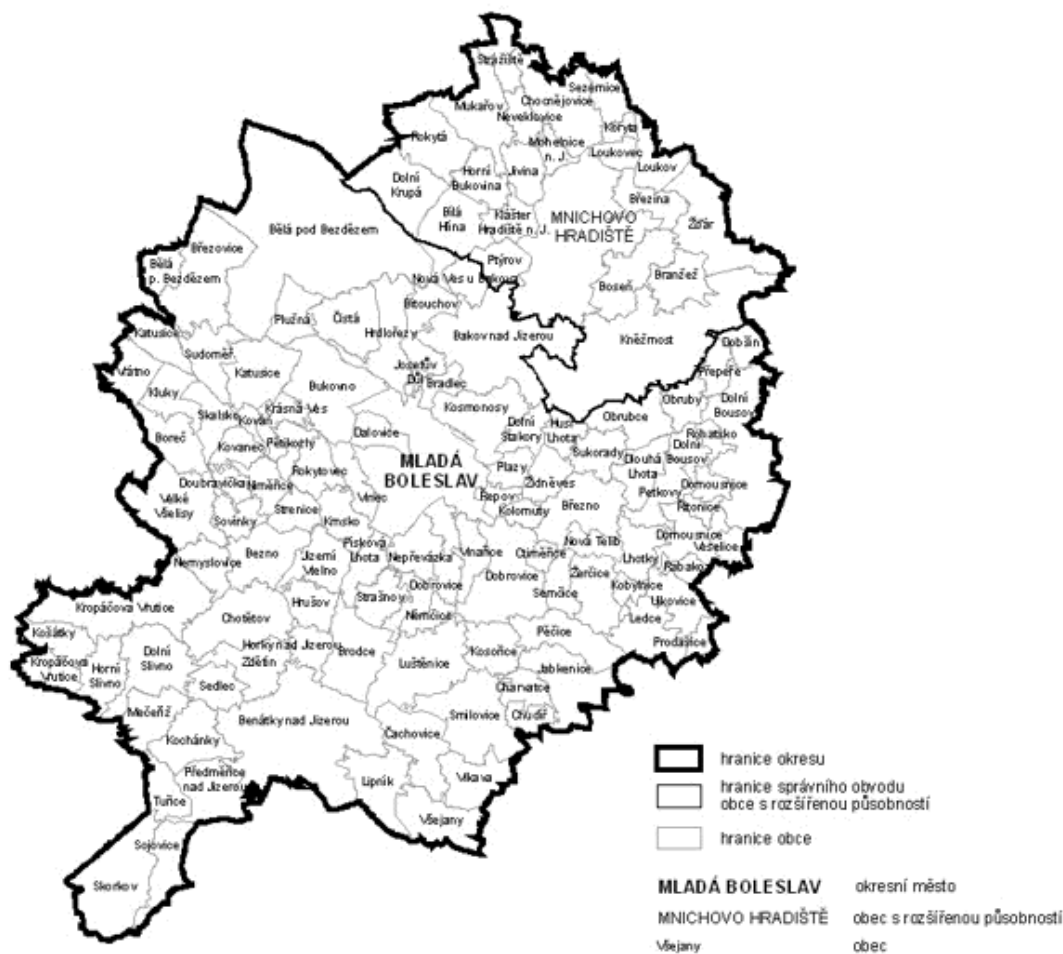 Strážiště
Sezemice
Chocnějovice
Mukařov
Neveklovice
Koryta
Rokytá
Mohelnice
n. J.
Loukovec
Loukov
Dolní
Krupá
Horní
Bukovina
Jivina
Březina
Bílá
Hlína
Klášter
Hradiště n. J.
MNICHOVO
HRADIŠTĚ
Žďár
Bělá pod Bezdězem
Březovice
Bělá
p. Bezdězem
Ptýrov
Branžež
Nová Ves u Bakova
Boseň
Bítouchov
Plužná
Čistá
Hrdlořezy
Bakov nad Jizerou
Kněžmost
Katusice
Dobšín
Sudoměř
Josefův
Důl
Bradlec
Přepeře
Vrátno
Katusice
Kluky
Bukovno
Kosmonosy
Obruby
Dolní
Bousov
Skalsko
Kováň
Krásná Ves
Obrubce
Dolní
Stakory
Husí
Lhota
Boreč
Dalovice
Rohatsko
Kovanec
Pětikozly
Sukorady
Dlouhá
Lhota
Dolní
Bousov
MLADÁ
BOLESLAV
Rokytovec
Plazy
Židněves
Doubravička
Niměřice
Vinec
Petkovy
Domousnice
Velké
Všelisy
Řepov
Kolomuty
Březno
Ritonice
Strenice
Sovínky
Krnsko
Domousnice
Veselice
Písková
Lhota
Nová Telib
Bezno
Jizerní
Vtelno
Nepřevázka
Vinařice
Ctiměřice
Lhotky
Rabakov
Nemyslovice
Dobrovice
Dobrovice
Žerčice
Kobylnice
Strašnov
Semčice
Ujkovice
Kropáčova Vrutice
Hrušov
Chotětov
Němčice
Ledce
Košátky
Pěčice
Prodašice
Horky nad Jizerou
Zdětín
Brodce
Kosořice
Kropáčova
Vrutice
Horní
Slivno
Dolní
Slivno
Luštěnice
Jabkenice
Sedlec
Charvatce
Mečeříž
Benátky nad Jizerou
Smilovice
Chudíř
Kochánky
Čachovice
Předměřice
nad Jizerou
Lipník
Vlkava
Tuřice
Všejany
Sojovice
Skorkov
hranice okresu
hranice správního obvodu
obce s rozšířenou působností
hranice obce
MLADÁ BOLESLAV okresní město
MNICHOVO HRADIŠTĚ obec s rozšířenou působností
Všejany obec